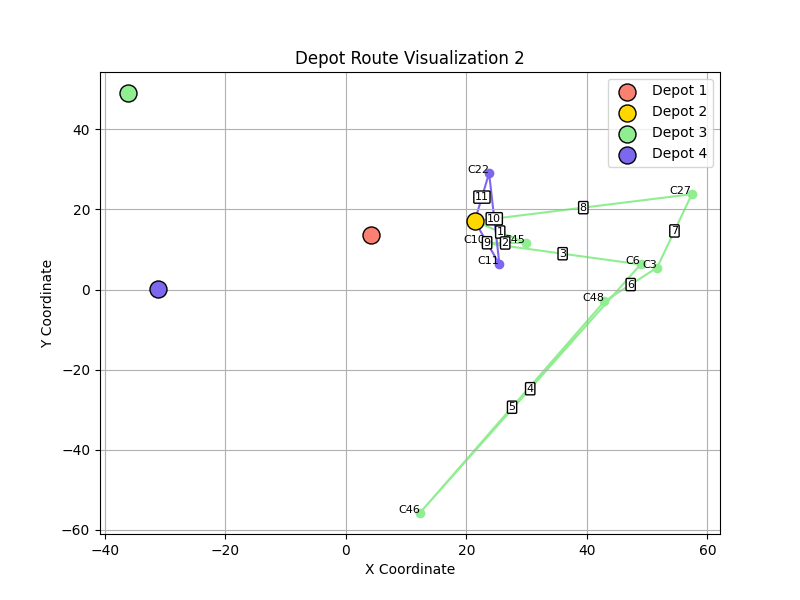 Depot Route Visualization 2
Depot 1
Depot 2
Depot 3
Depot 4
Y Coordinate
40
20
0
−20
−40
−60
C22
11
10
1
C10
9
2
C45
C11
8
C27
7
3
C6
C3
6
C48
4
5
C46
−40
−20
0
20
40
60
X Coordinate